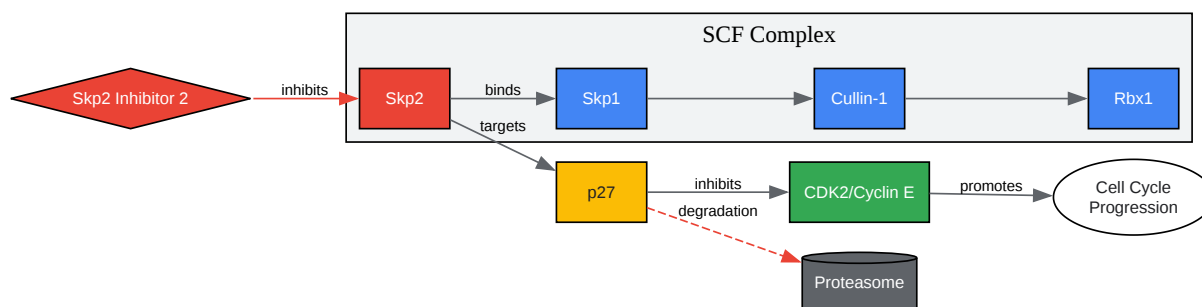 SCF Complex
Skp2 Inhibitor 2
inhibits
Skp2
binds
Skp1
Cullin-1
Rbx1
targets
p27
inhibits
CDK2/Cyclin E
promotes
Cell Cycle
Progression
degradation
Proteasome